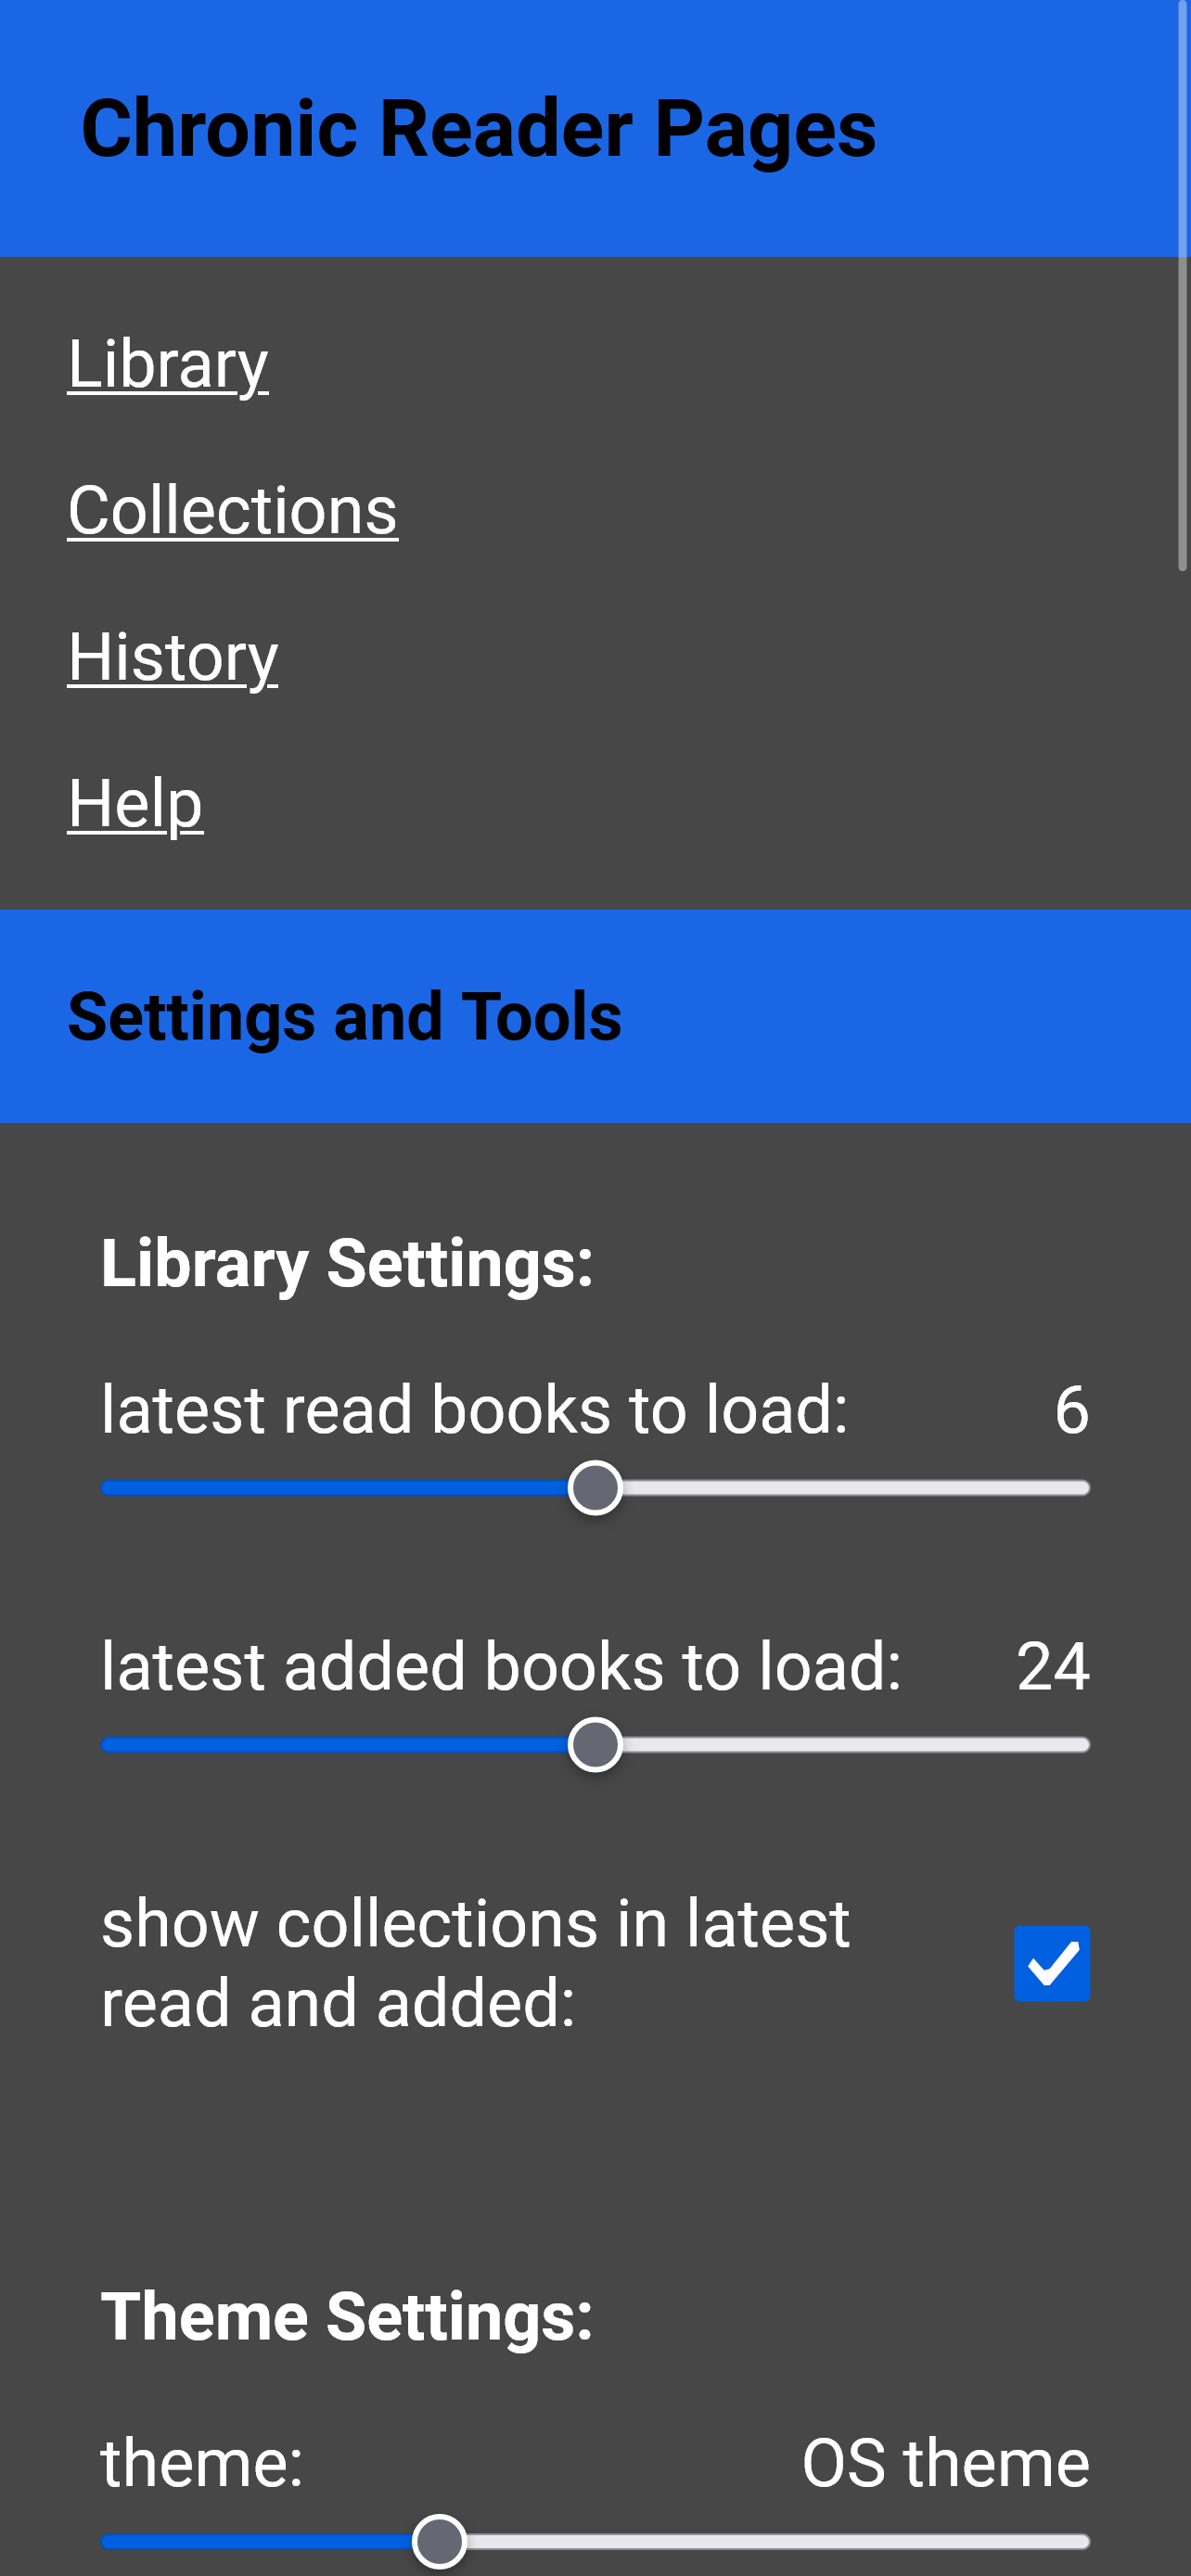 Chronic Reader Pages
Library
Collections
History
Help
Settings and Tools
Library Settings:
latest read books to load: 6
latest added books to load: 24
show collections in latest
read and added:
Theme Settings:
theme: OS theme